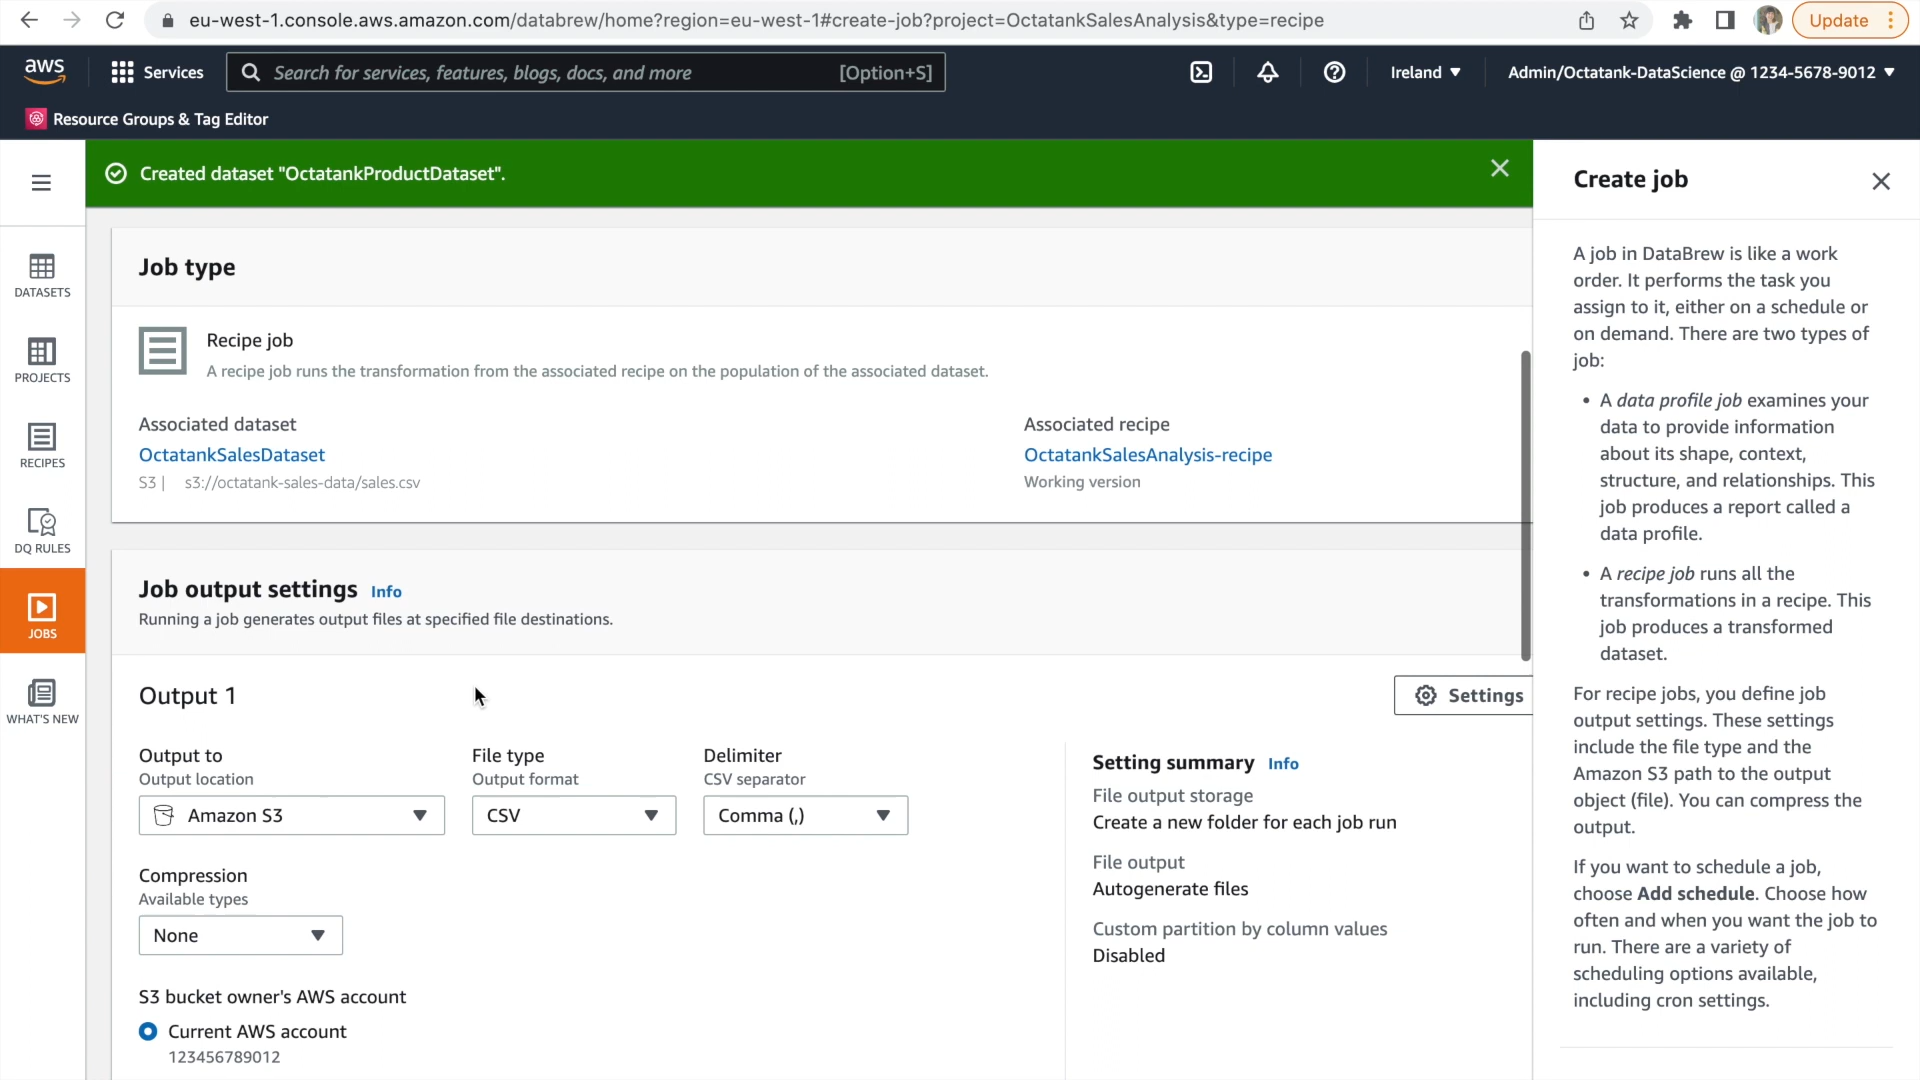 eu-west-1.console.aws.amazon.com/databrew/home?region=eu-west-1#create-job?project=OctatankSalesAnalysis&type=recipe
Update
aws
Services
Search for services, features, blogs, docs, and more
[Option+S]
Ireland
Admin/Octatank-DataScience @ 1234-5678-9012
Resource Groups & Tag Editor
Created dataset "OctatankProductDataset".
DATASETS
PROJECTS
RECIPES
DQ RULES
JOBS
WHAT'S NEW
Job type
Recipe job
A recipe job runs the transformation from the associated recipe on the population of the associated dataset.
Associated dataset
OctatankSalesDataset
S3 | s3://octatank-sales-data/sales.csv
Associated recipe
OctatankSalesAnalysis-recipe
Working version
Job output settings Info
Running a job generates output files at specified file destinations.
Output 1
Settings
Output to
Output location
Amazon S3
File type
Output format
CSV
Delimiter
CSV separator
Comma (,)
Compression
Available types
None
S3 bucket owner's AWS account
Current AWS account
123456789012
Setting summary Info
File output storage
Create a new folder for each job run
File output
Autogenerate files
Custom partition by column values
Disabled
Create job
A job in DataBrew is like a work
order. It performs the task you
assign to it, either on a schedule or
on demand. There are two types of
job:
• A data profile job examines your
data to provide information
about its shape, context,
structure, and relationships. This
job produces a report called a
data profile.
• A recipe job runs all the
transformations in a recipe. This
job produces a transformed
dataset.
For recipe jobs, you define job
output settings. These settings
include the file type and the
Amazon S3 path to the output
object (file). You can compress the
output.
If you want to schedule a job,
choose Add schedule. Choose how
often and when you want the job to
run. There are a variety of
scheduling options available,
including cron settings.